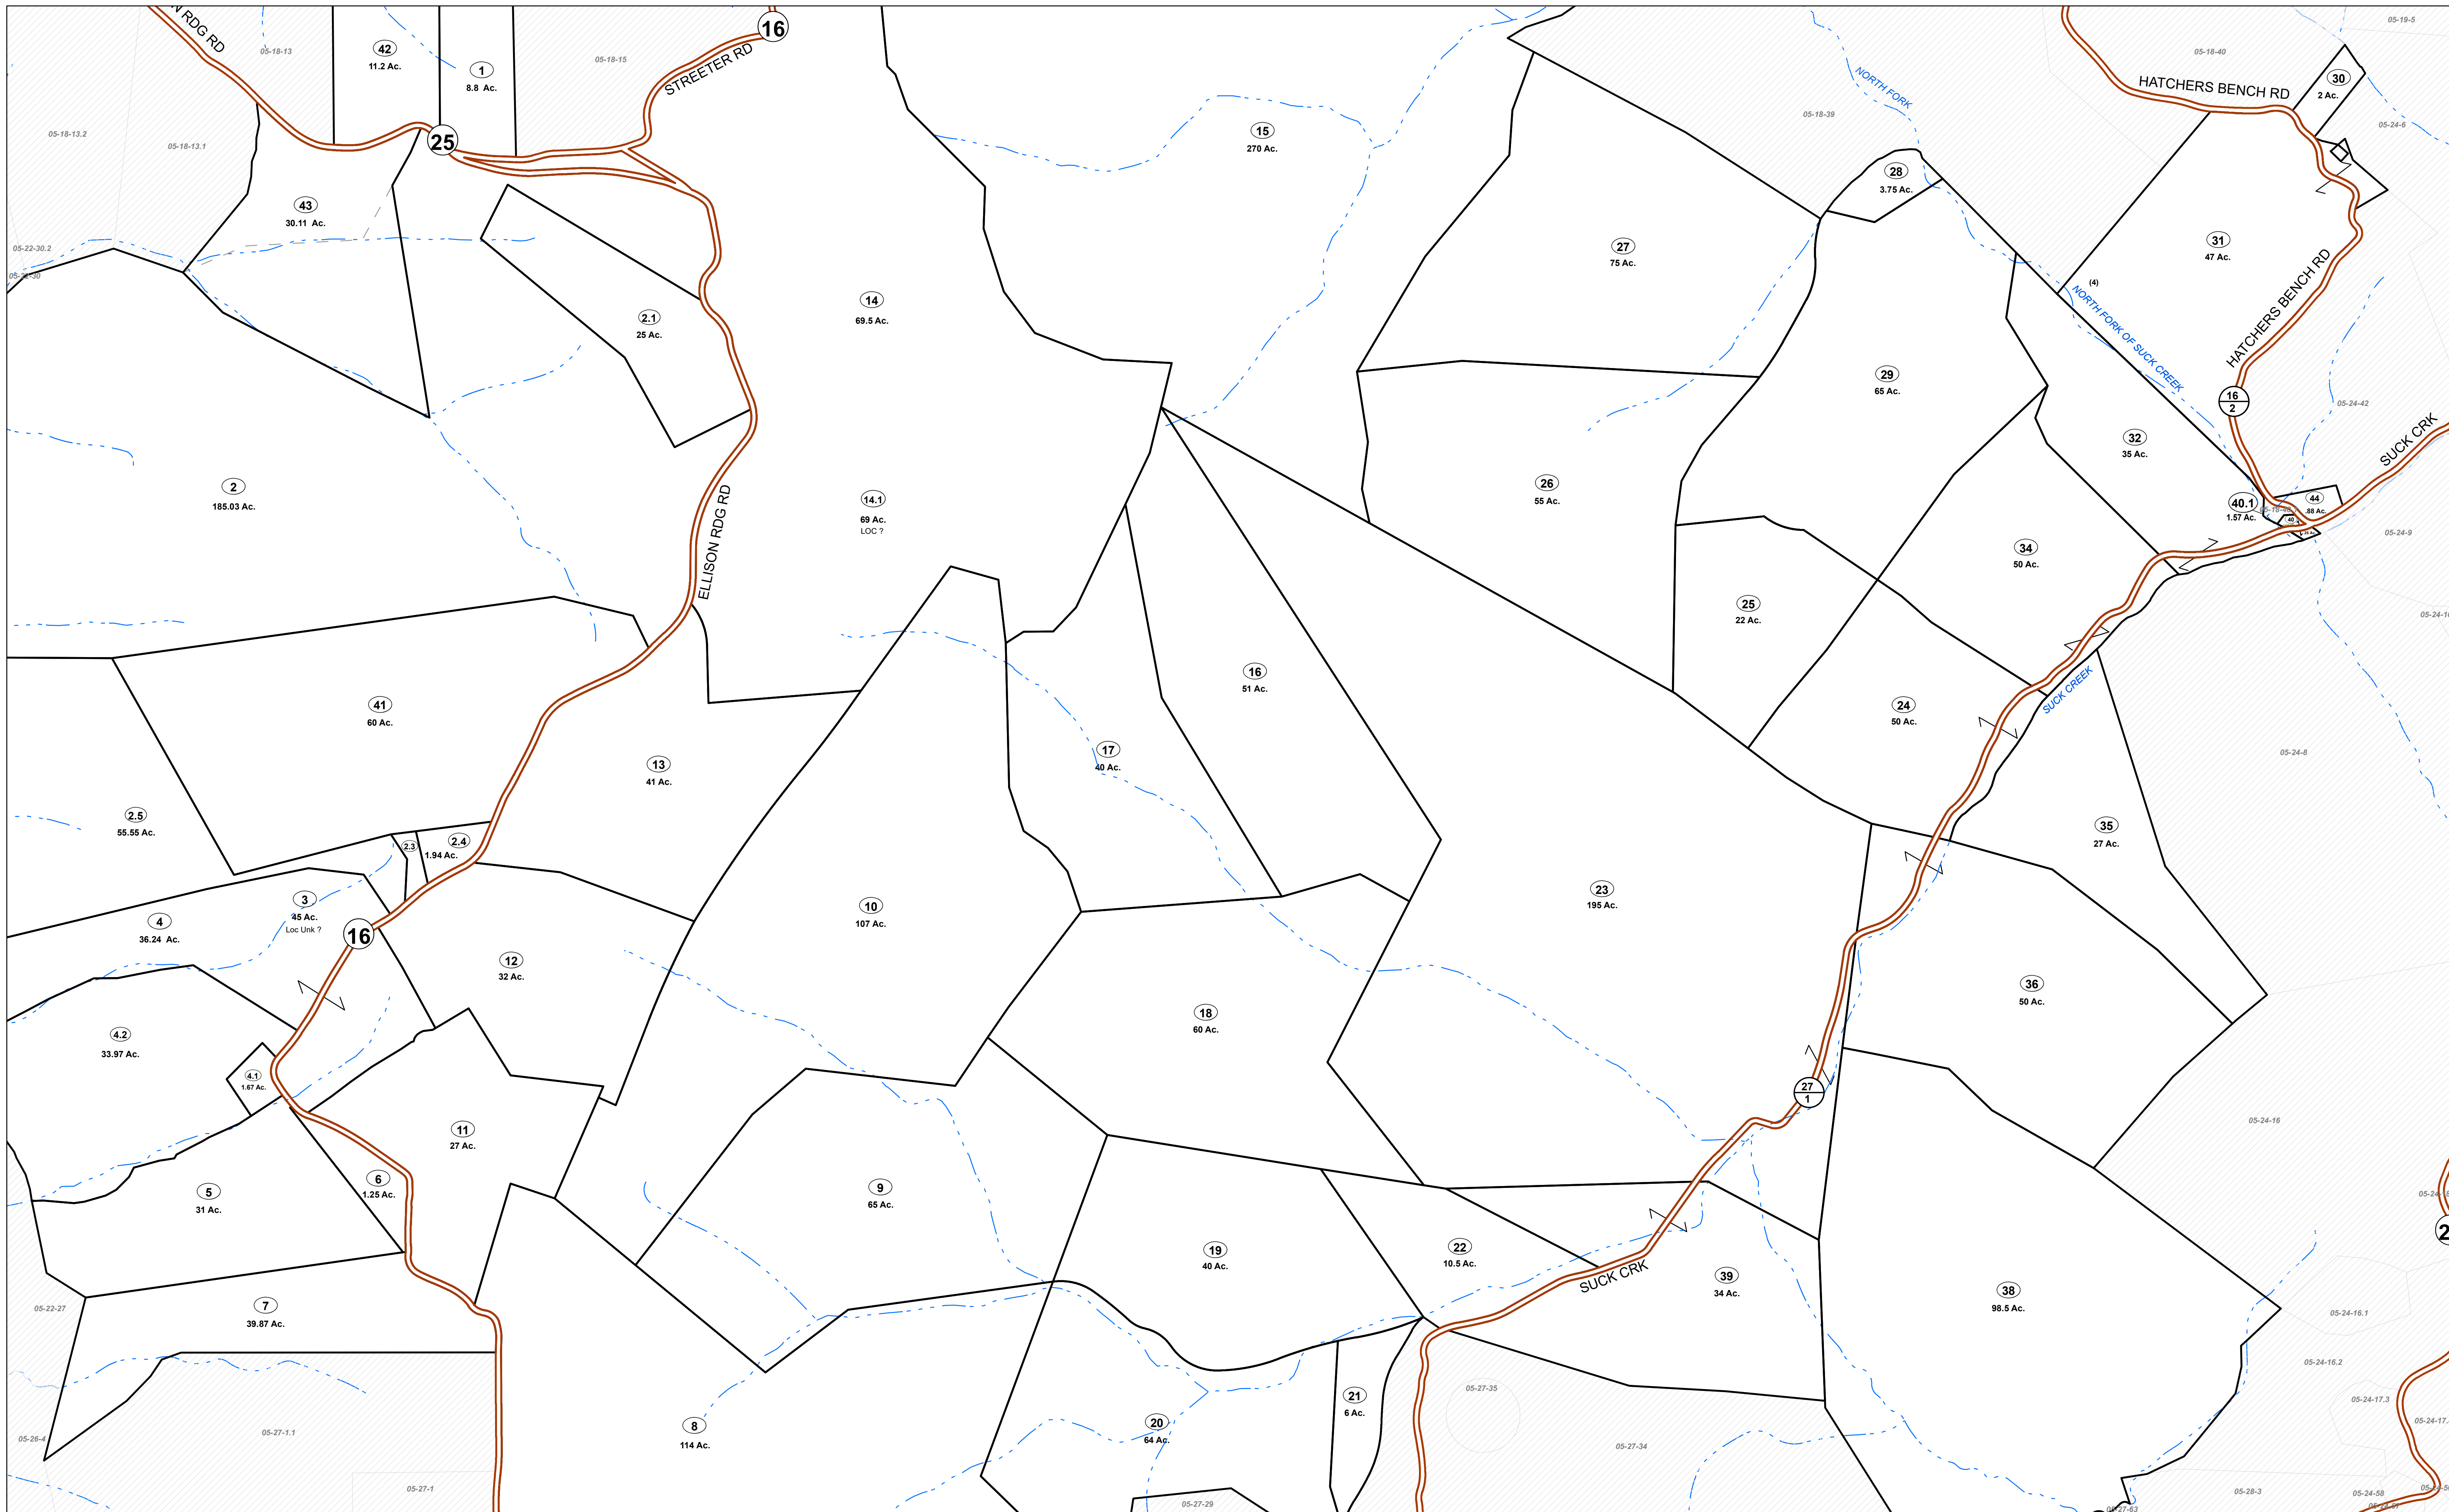 N RDG RD
05-18-13
42
11.2 Ac.
1
8.8 Ac.
05-18-15
16
STREETER RD
05-19-5
05-18-40
HATCHERS BENCH RD
30
2 Ac.
NORTH FORK
05-18-39
05-24-6
05-18-13.2
05-18-13.1
25
15
270 Ac.
28
3.75 Ac.
43
30.11 Ac.
05-22-30.2
27
75 Ac.
31
47 Ac.
HATCHERS BENCH RD
(4)
NORTH FORK OF SUCK CREEK
14
69.5 Ac.
2.1
25 Ac.
29
65 Ac.
16
2
05-24-42
SUCK CRK
32
35 Ac.
2
185.03 Ac.
14.1
69 Ac.
LOC ?
26
55 Ac.
40.1
1.57 Ac.
44
.88 Ac.
40
05-24-9
ELLISON RDG RD
34
50 Ac.
25
22 Ac.
16
51 Ac.
SUCK CREEK
41
60 Ac.
24
50 Ac.
17
40 Ac.
13
41 Ac.
05-24-8
2.5
55.55 Ac.
2.3
2.4
1.94 Ac.
35
27 Ac.
23
195 Ac.
3
45 Ac.
Loc Unk ?
4
36.24 Ac.
16
10
107 Ac.
12
32 Ac.
36
50 Ac.
18
60 Ac.
4.2
33.97 Ac.
4.1
1.67 Ac.
27
1
11
27 Ac.
05-24-16
6
1.25 Ac.
5
31 Ac.
9
65 Ac.
2
19
40 Ac.
22
10.5 Ac.
SUCK CRK
39
34 Ac.
38
98.5 Ac.
05-22-27
7
39.87 Ac.
05-24-16.1
05-24-16.2
05-27-35
21
6 Ac.
05-24-17.3
05-24-17.
20
64 Ac.
8
114 Ac.
05-26-4
05-27-1.1
05-27-34
05-27-1
05-27-29
05-28-3
05-24-58
05-27-63